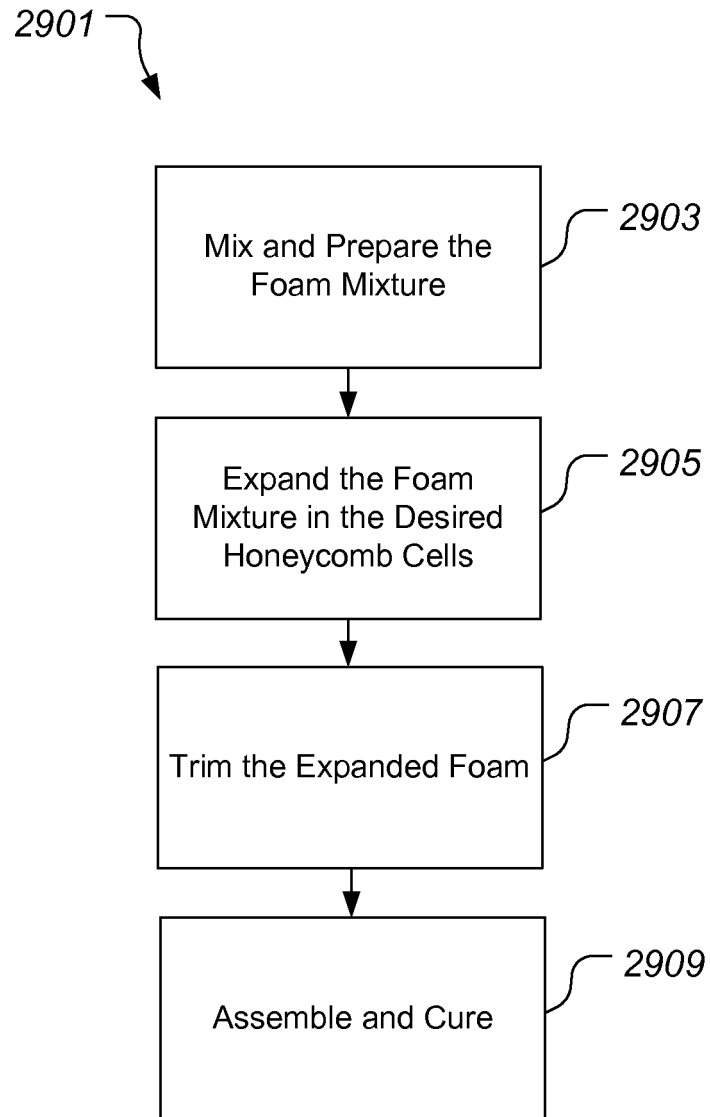 2901
Mix and Prepare the
Foam Mixture
2903
Expand the Foam
Mixture in the Desired
Honeycomb Cells
2905
Trim the Expanded Foam
2907
Assemble and Cure
2909